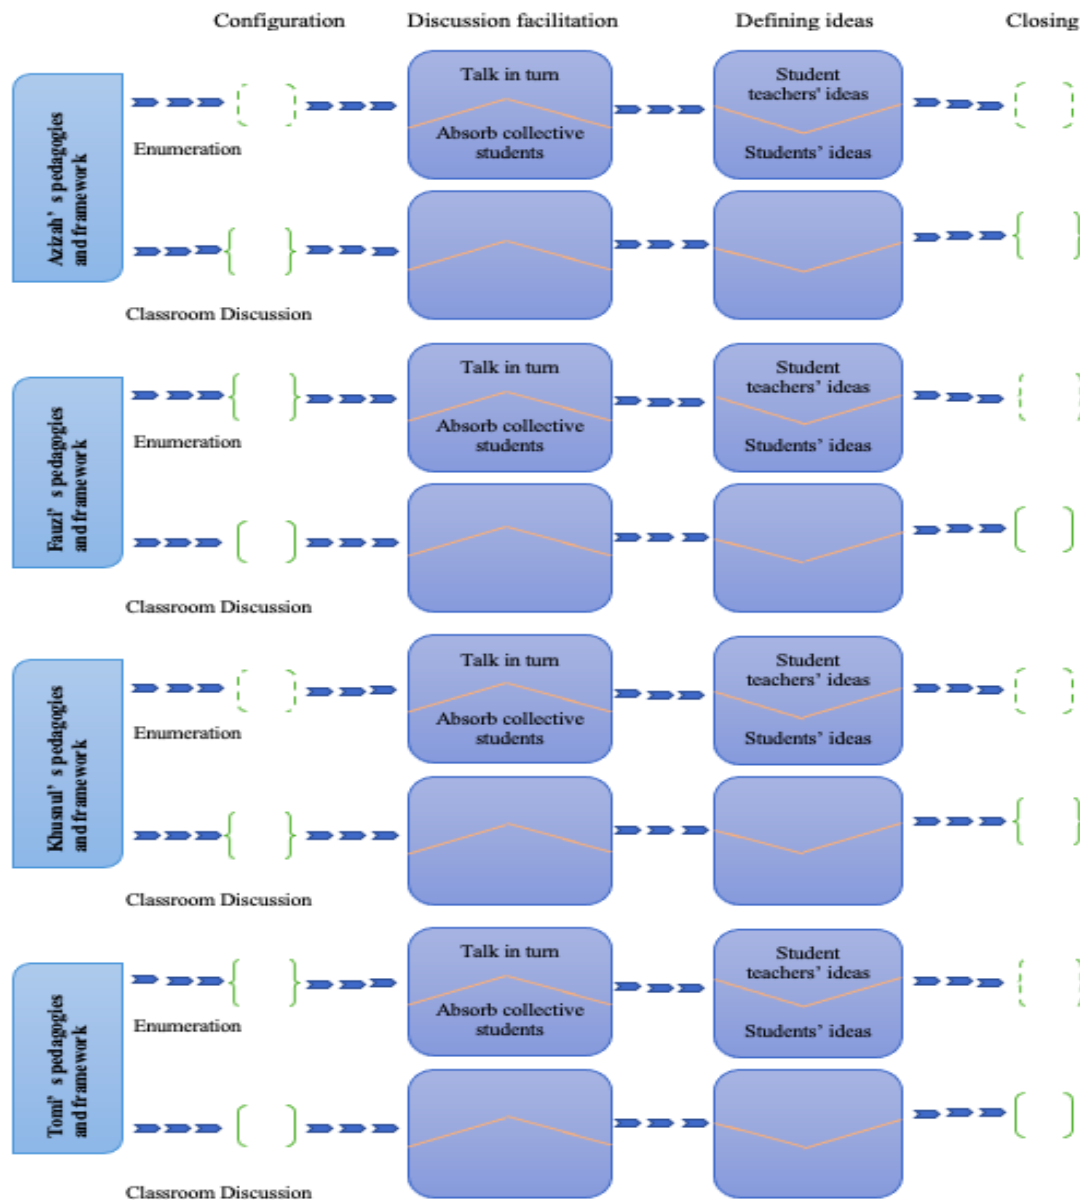 Configuration
Discussion facilitation
Defining ideas
Closing
Azizah' s pedagogies
and framework
Enumeration
Talk in turn
Absorb collective
students
Student
teachers' ideas
Students' ideas
Classroom Discussion
Fauzi' s pedagogies
and framework
Enumeration
Talk in turn
Absorb collective
students
Student
teachers' ideas
Students' ideas
Classroom Discussion
Khusnul' s pedagogies
and framework
Enumeration
Talk in turn
Absorb collective
students
Student
teachers' ideas
Students' ideas
Classroom Discussion
Tomi' s pedagogies
and framework
Enumeration
Talk in turn
Absorb collective
students
Student
teachers' ideas
Students' ideas
Classroom Discussion